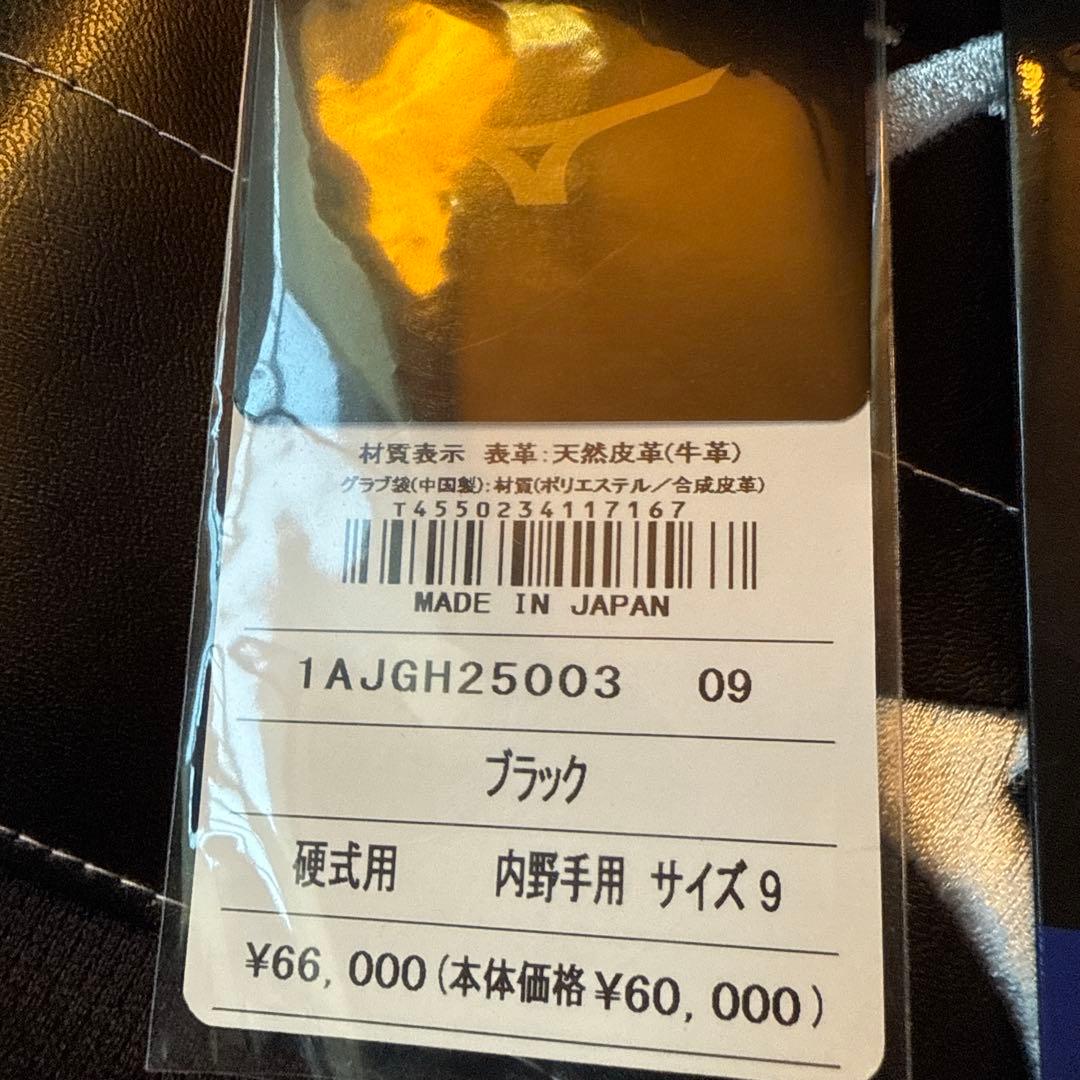 材質表示 表革:天然皮革(牛革)
グラブ袋(中国製):材質(ポリエステル／合成皮革)
T4550234117167
MADE IN JAPAN
1AJGH25003 09
ブラック
硬式用 内野手用 サイズ9
¥66,000(本体価格¥60,000)